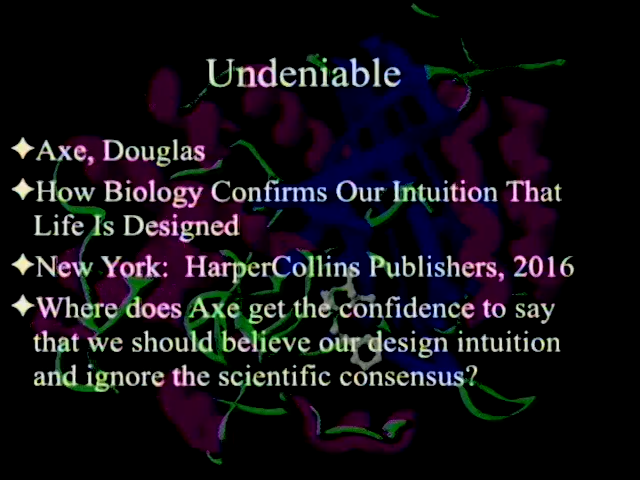 Undeniable
Axe, Douglas
How Biology Confirms Our Intuition That
Life Is Designed
New York: HarperCollins Publishers, 2016
Where does Axe get the confidence to say
that we should believe our design intuition
and ignore the scientific consensus?